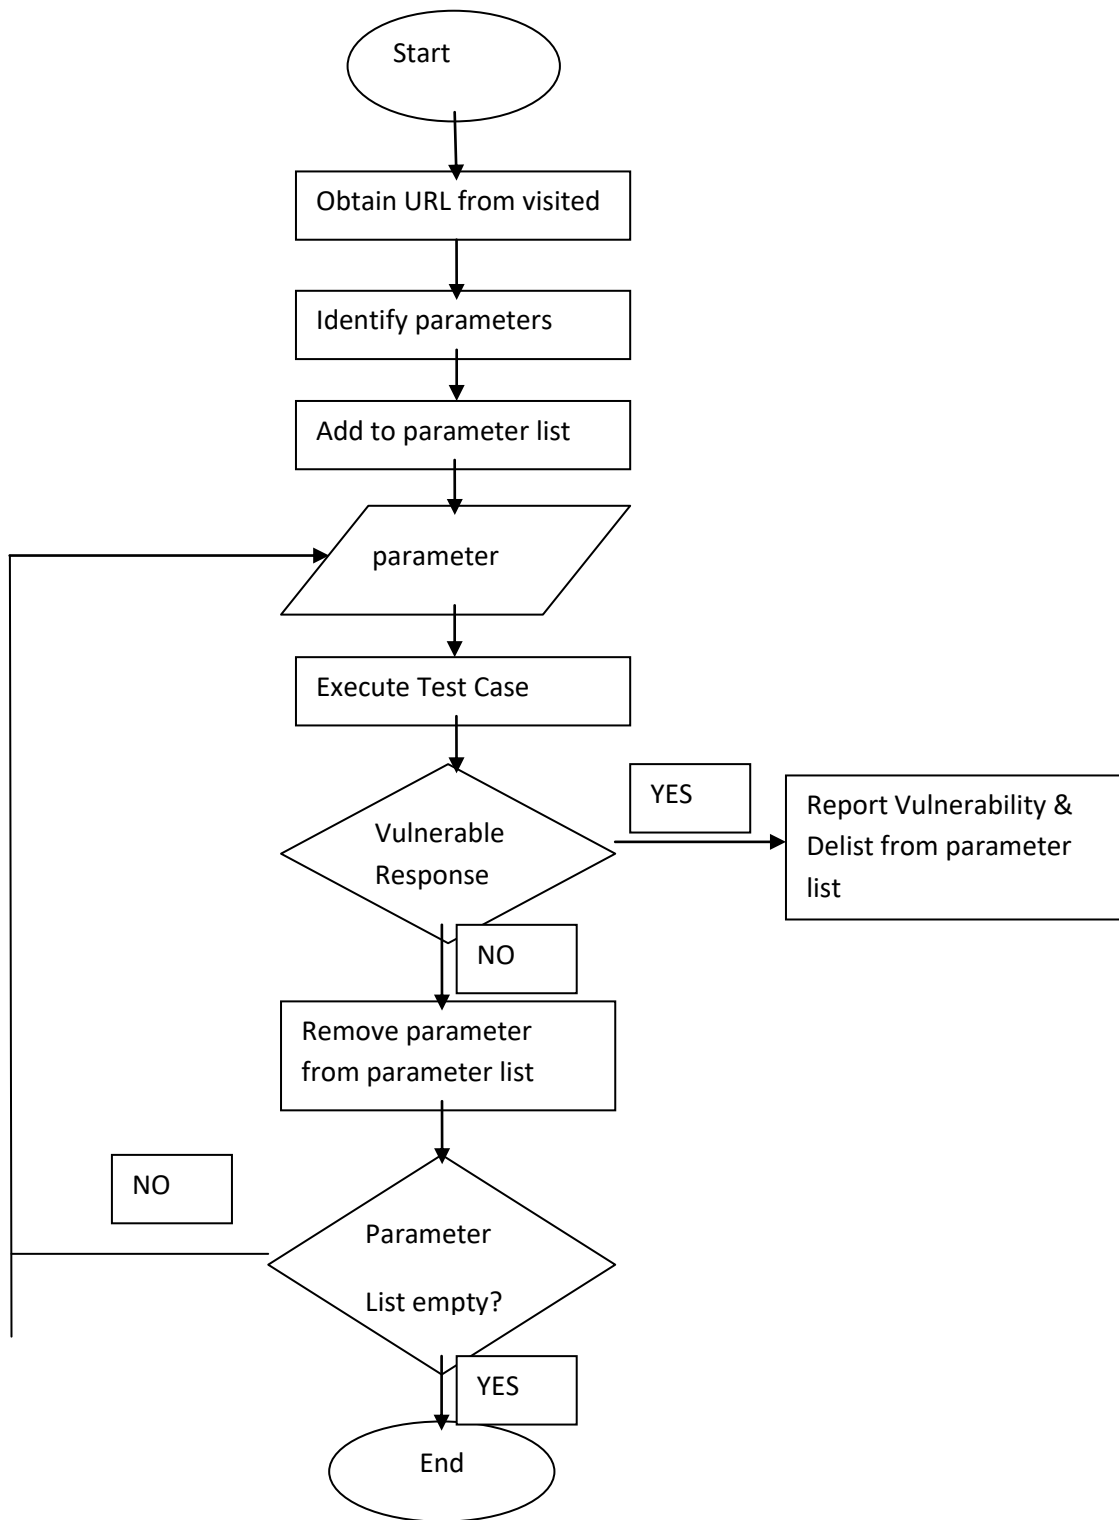 Start
Obtain URL from visited
Identify parameters
Add to parameter list
parameter
Execute Test Case
Vulnerable
Response
YES
Report Vulnerability &
Delist from parameter
list
NO
Remove parameter
from parameter list
NO
Parameter
List empty?
YES
End